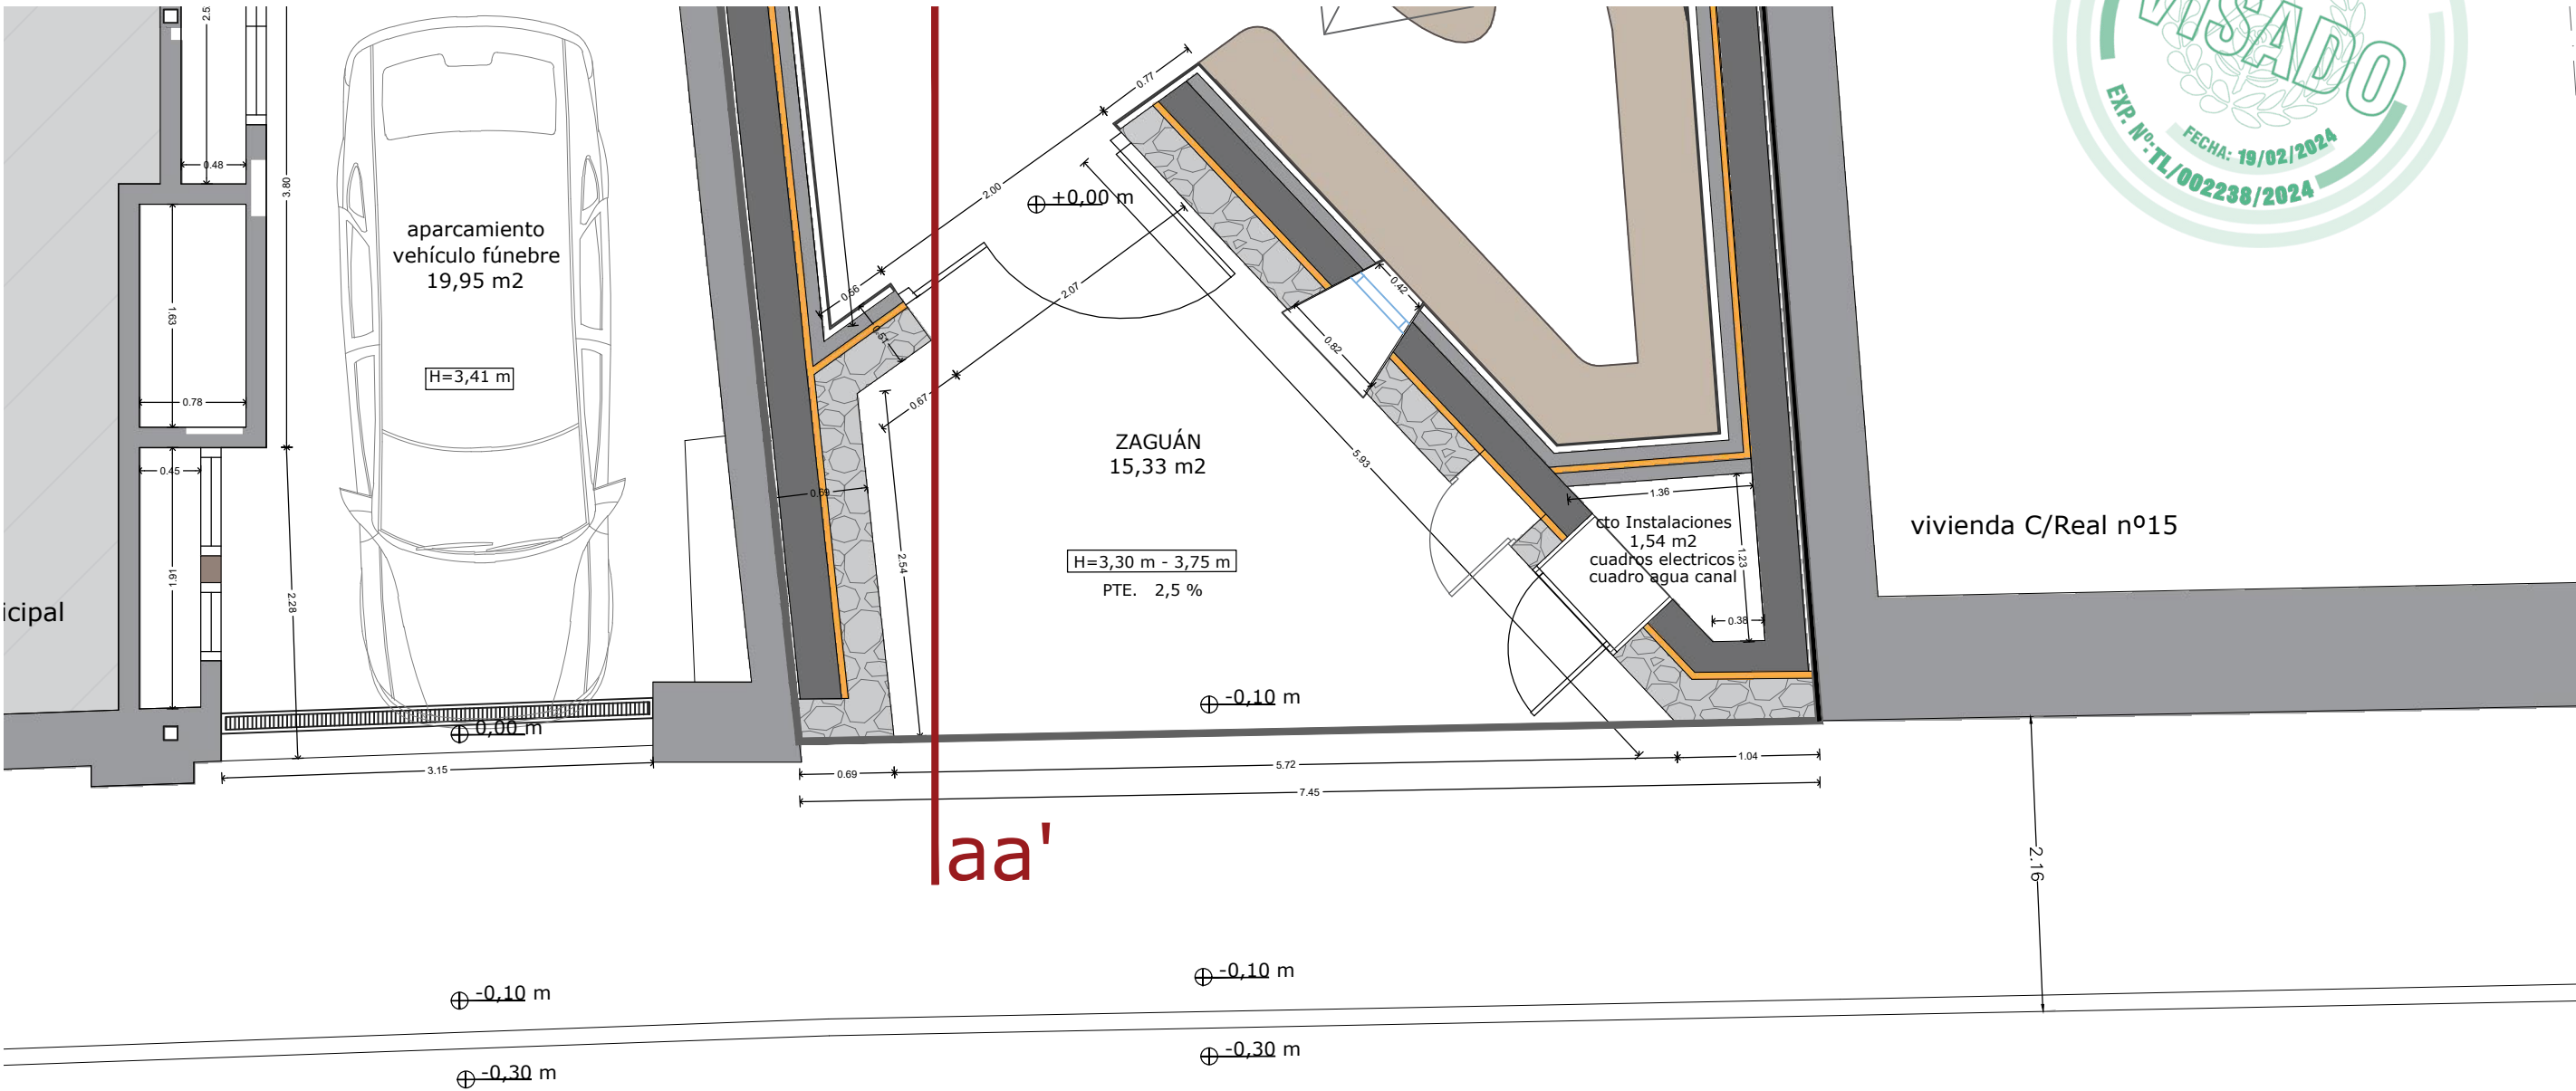 2.5
0.48
3.80
aparcamiento
vehículo fúnebre
19,95 m2
H=3,41 m
1.63
0.78
0.45
1.91
2.28
icipal
0,00 m
3.15
0.77
2.00
+0,00 m
0.56
0.51
2.07
0.67
0.42
0.82
5.93
0.69
2.54
ZAGUÁN
15,33 m2
H=3,30 m - 3,75 m
PTE. 2,5 %
-0,10 m
1.36
cto Instalaciones
1,54 m2
cuadros electricos
cuadro agua canal
1.23
0.38
vivienda C/Real nº15
VISADO
FECHA: 19/02/2024
EXP. Nº: TL/002238/2024
0.69
5.72
1.04
7.45
aa'
2.16
-0,10 m
-0,10 m
-0,30 m
-0,30 m